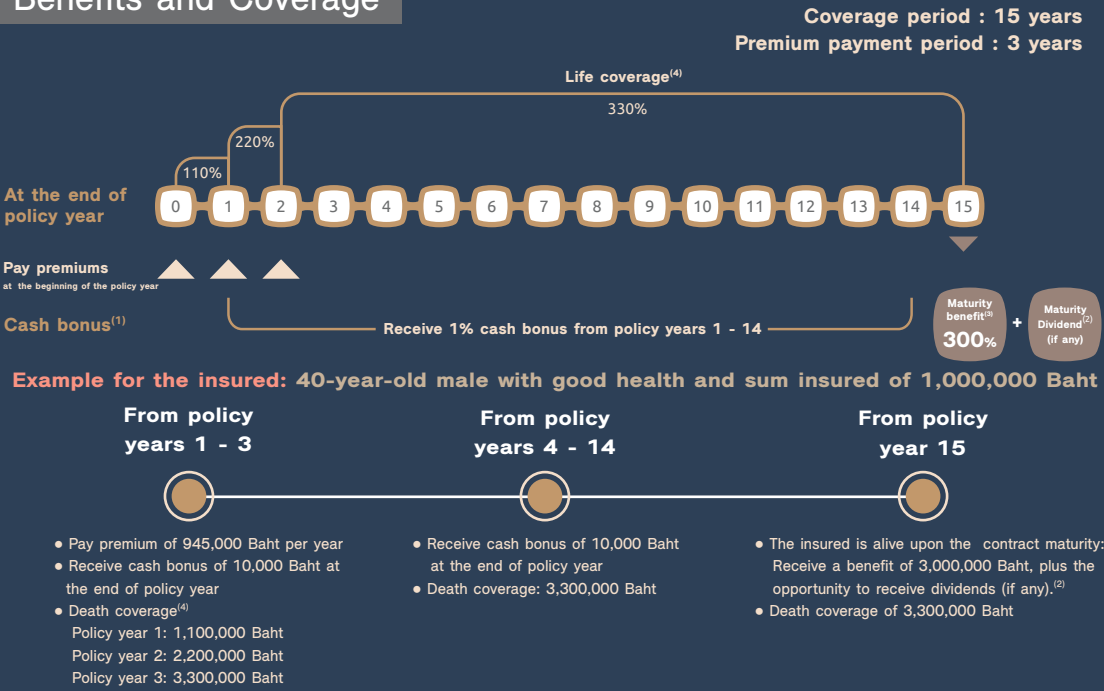 Benefits and Coverage
Coverage period : 15 years
Premium payment period : 3 years
Life coverage(4)
330%
220%
110%
At the end of
policy year
0 1 2 3 4 5 6 7 8 9 10 11 12 13 14 15
Pay premiums
at the beginning of the policy year
Cash bonus(1)
Receive 1% cash bonus from policy years 1 - 14
Maturity
benefit(3)
300%
+
Maturity
Dividend(2)
(if any)
Example for the insured: 40-year-old male with good health and sum insured of 1,000,000 Baht
From policy
years 1 - 3
● Pay premium of 945,000 Baht per year
● Receive cash bonus of 10,000 Baht at
the end of policy year
● Death coverage(4)
Policy year 1: 1,100,000 Baht
Policy year 2: 2,200,000 Baht
Policy year 3: 3,300,000 Baht
From policy
years 4 - 14
● Receive cash bonus of 10,000 Baht
at the end of policy year
● Death coverage: 3,300,000 Baht
From policy
year 15
● The insured is alive upon the contract maturity:
Receive a benefit of 3,000,000 Baht, plus the
opportunity to receive dividends (if any).(2)
● Death coverage of 3,300,000 Baht